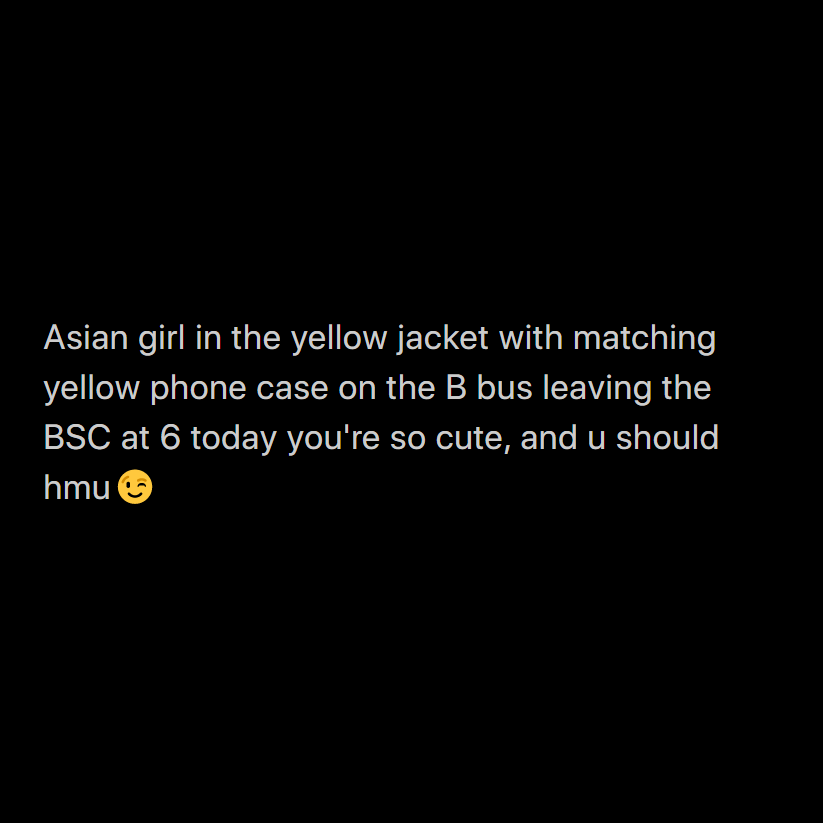 Asian girl in the yellow jacket with matching
yellow phone case on the B bus leaving the
BSC at 6 today you're so cute, and u should
hmu😉